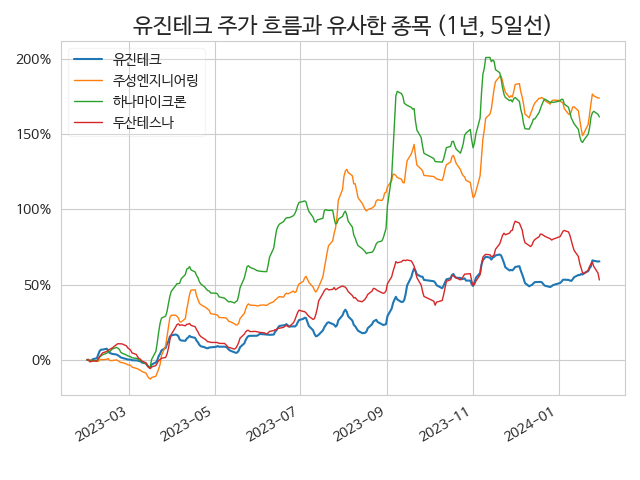 유진테크 주가 흐름과 유사한 종목 (1년, 5일선)
유진테크
주성엔지니어링
하나마이크론
두산테스나
200%
150%
100%
50%
0%
2023-03
2023-05
2023-07
2023-09
2023-11
2024-01